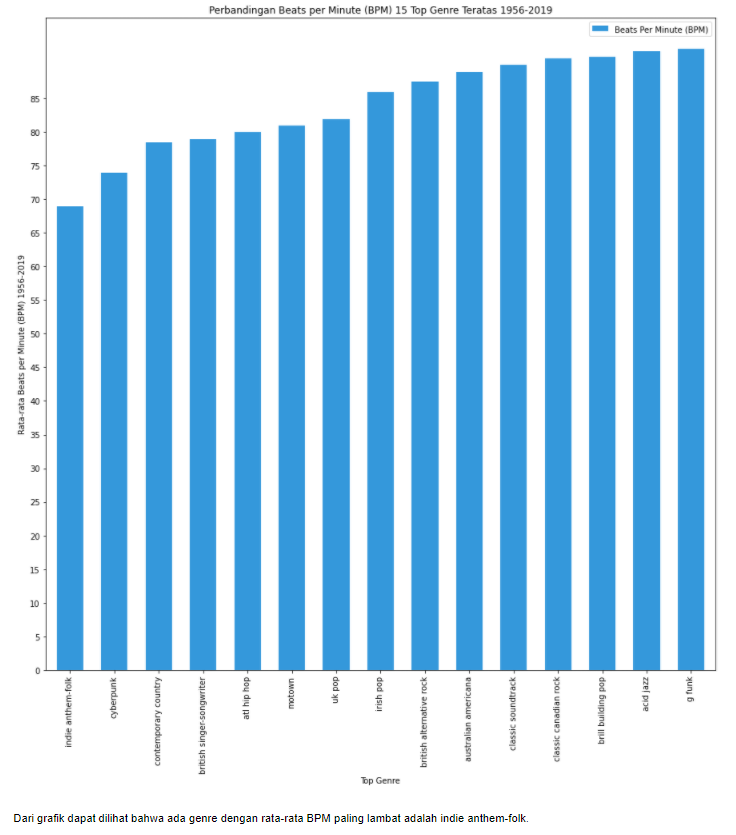 Perbandingan Beats per Minute (BPM) 15 Top Genre Teratas 1956-2019
Beats Per Minute (BPM)
Rata-rata Beats per Minute (BPM) 1956-2019
85
80
75
70
65
60
55
50
45
40
35
30
25
20
15
10
5
0
indie anthem-folk
cyberpunk
contemporary country
british singer-songwriter
atl hip hop
motown
uk pop
irish pop
british alternative rock
australian americana
classic soundtrack
classic canadian rock
brill building pop
acid jazz
g funk
Top Genre
Dari grafik dapat dilihat bahwa ada genre dengan rata-rata BPM paling lambat adalah indie anthem-folk.